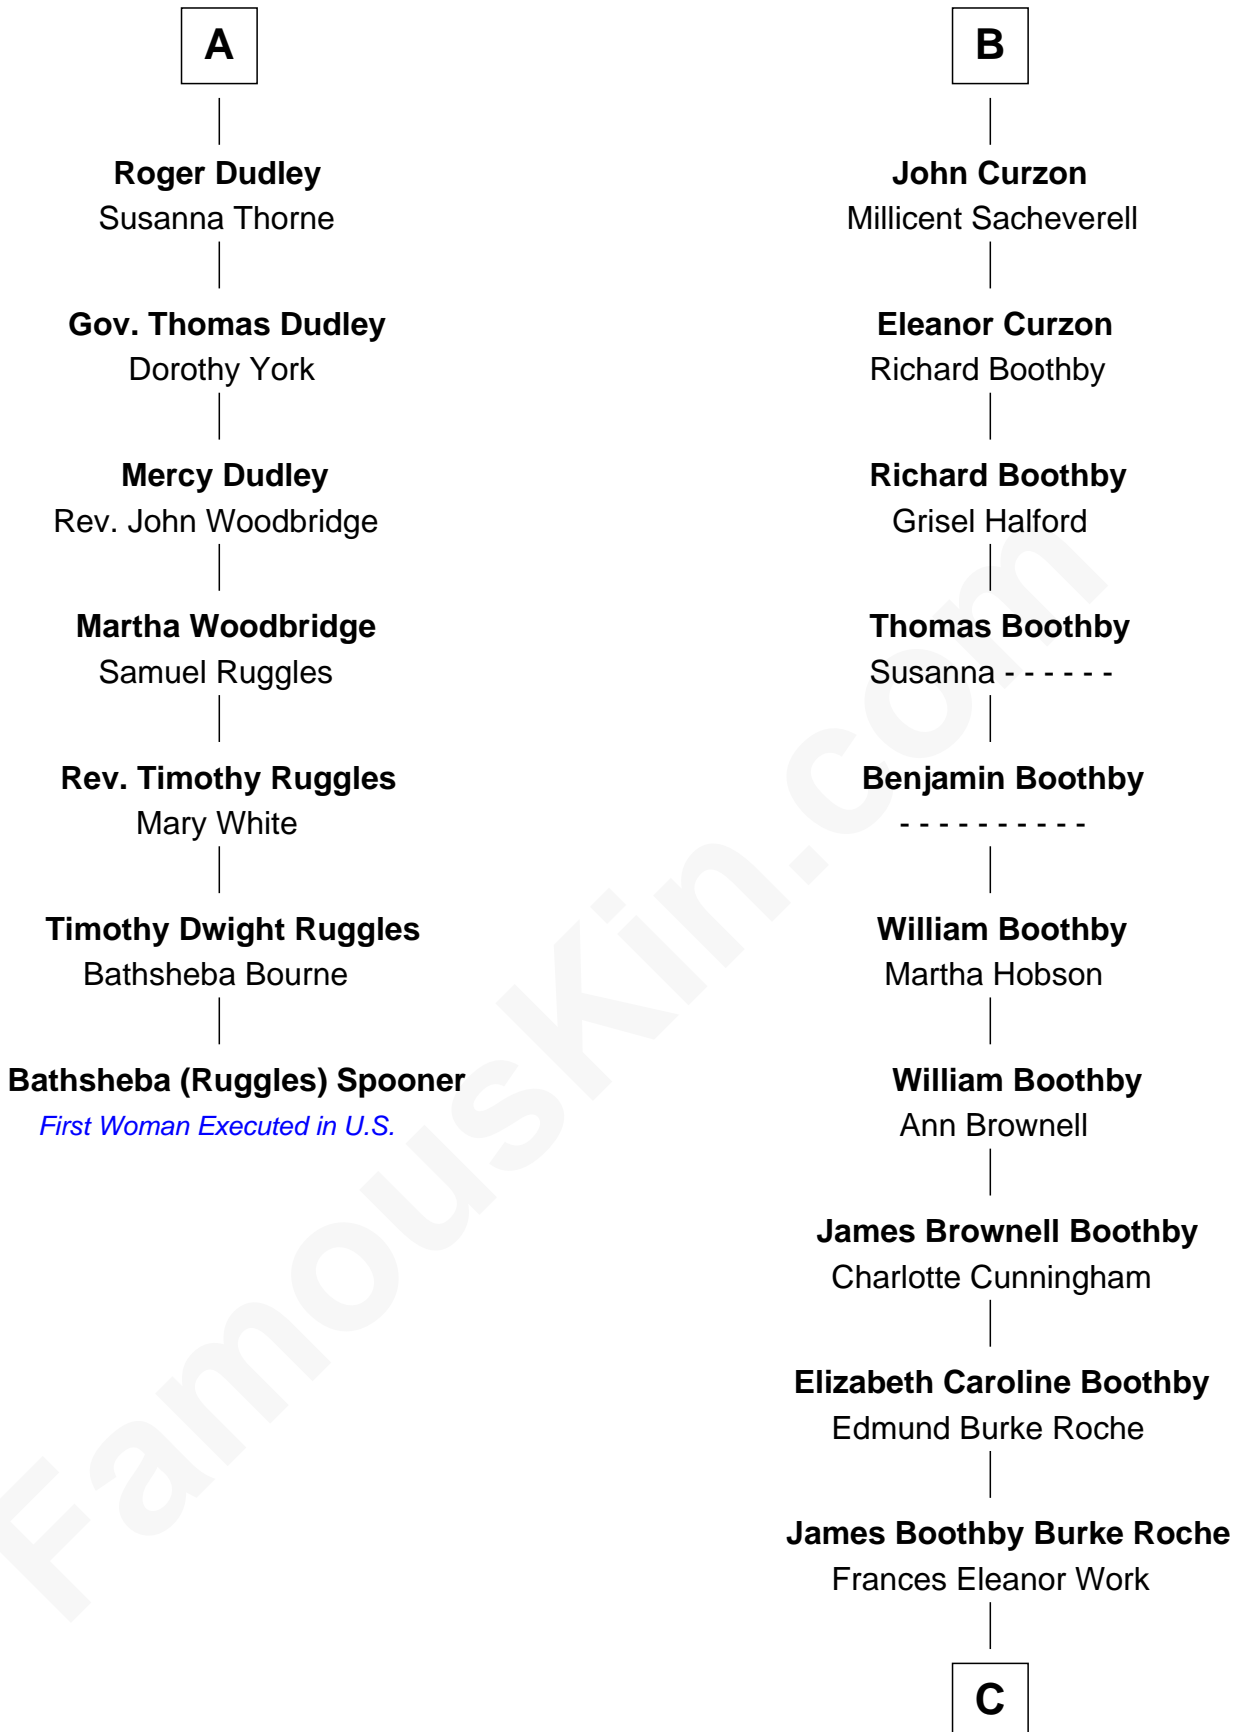 A
Roger Dudley
Susanna Thorne
Gov. Thomas Dudley
Dorothy York
Mercy Dudley
Rev. John Woodbridge
Martha Woodbridge
Samuel Ruggles
Rev. Timothy Ruggles
Mary White
Timothy Dwight Ruggles
Bathsheba Bourne
Bathsheba (Ruggles) Spooner
First Woman Executed in U.S.
B
John Curzon
Millicent Sacheverell
Eleanor Curzon
Richard Boothby
Richard Boothby
Grisel Halford
Thomas Boothby
Susanna - - - - - -
Benjamin Boothby
- - - - - - - - - -
William Boothby
Martha Hobson
William Boothby
Ann Brownell
James Brownell Boothby
Charlotte Cunningham
Elizabeth Caroline Boothby
Edmund Burke Roche
James Boothby Burke Roche
Frances Eleanor Work
C
FamousKin.com